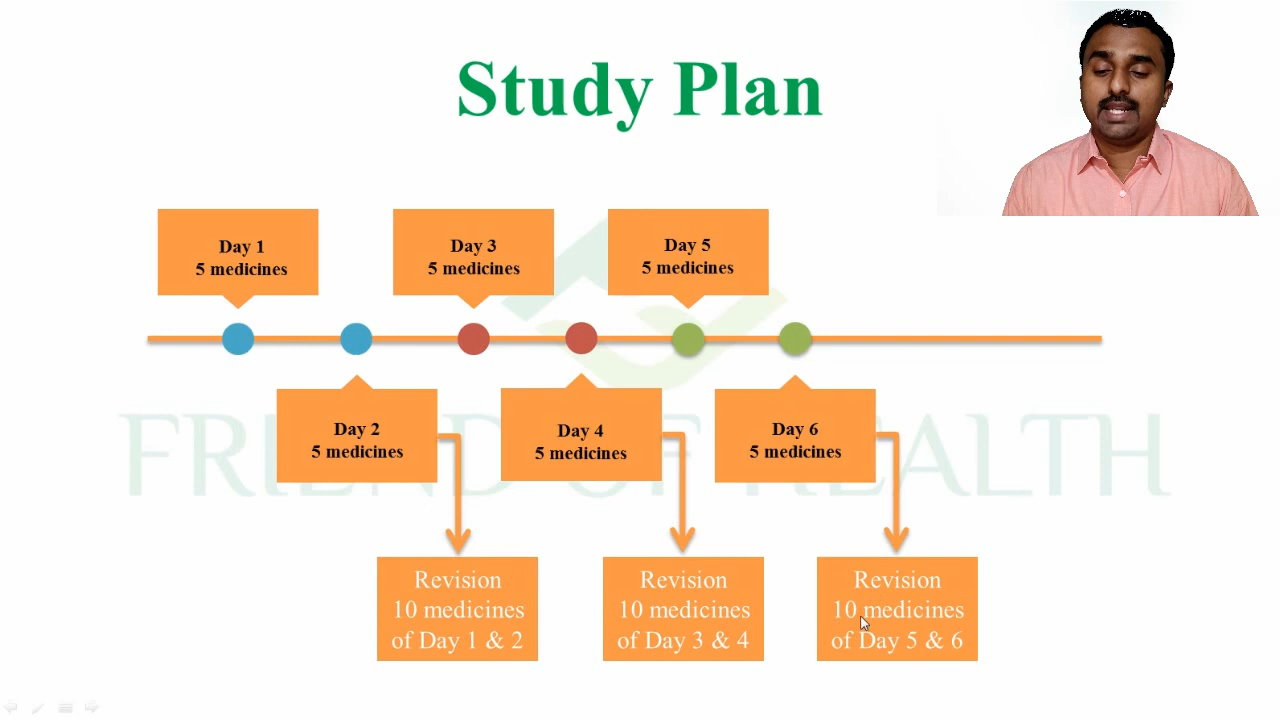 Study Plan
Day 1
5 medicines
Day 3
5 medicines
Day 5
5 medicines
Day 2
5 medicines
Day 4
5 medicines
Day 6
5 medicines
FRIEND OF HEALTH
Revision
10 medicines
of Day 1 & 2
Revision
10 medicines
of Day 3 & 4
Revision
10 medicines
of Day 5 & 6